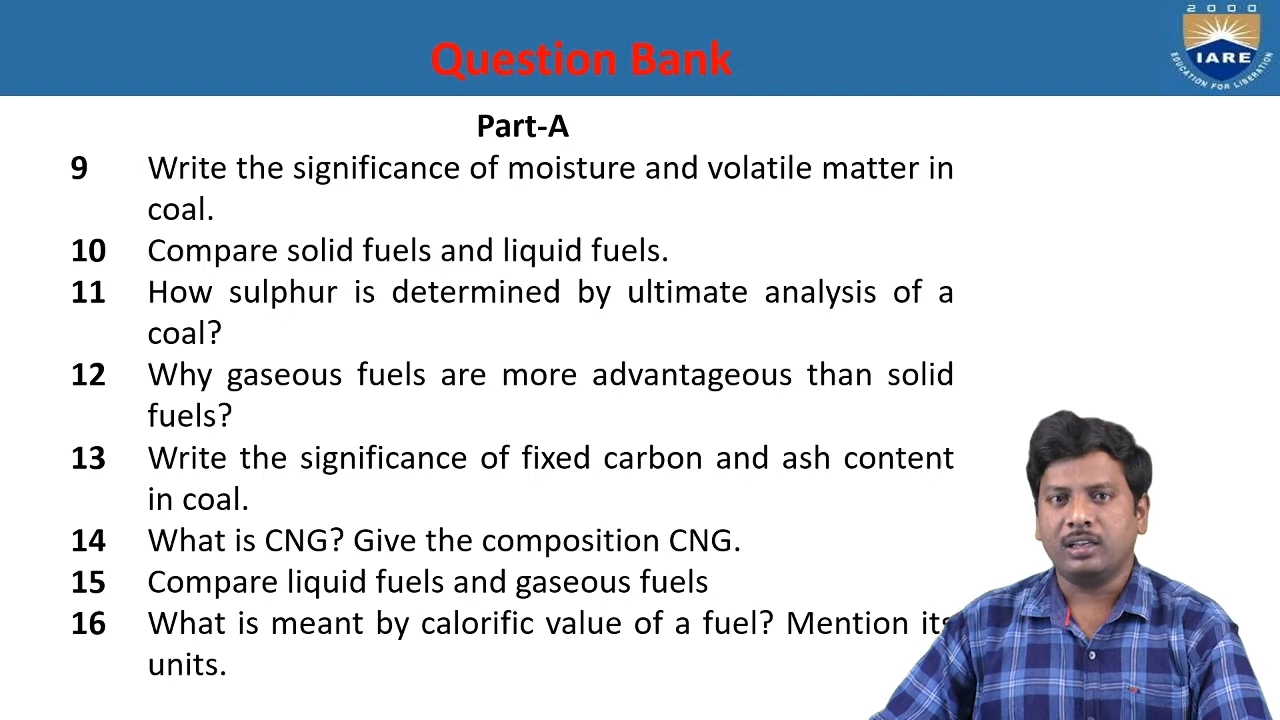 2 0 0 0
Question Bank
IARE
EDUCATION FOR LIBERATION
Part-A
9 Write the significance of moisture and volatile matter in
coal.
10 Compare solid fuels and liquid fuels.
11 How sulphur is determined by ultimate analysis of a
coal?
12 Why gaseous fuels are more advantageous than solid
fuels?
13 Write the significance of fixed carbon and ash content
in coal.
14 What is CNG? Give the composition CNG.
15 Compare liquid fuels and gaseous fuels
16 What is meant by calorific value of a fuel? Mention its
units.